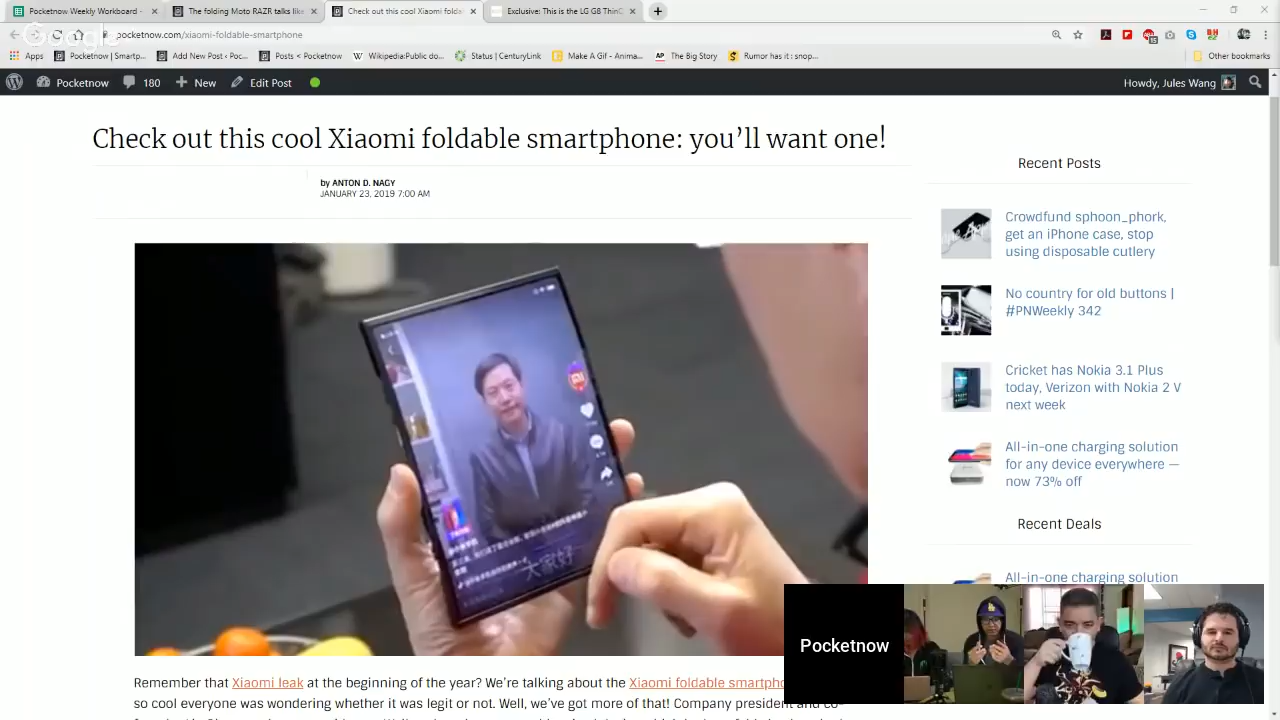 Pocketnow Weekly Workboard -
The folding Moto RAZR talks like
Check out this cool Xiaomi foldabl
Exclusive: This is the LG G8 ThinQ
Google
pocketnow.com/xiaomi-foldable-smartphone
Apps
Pocketnow | Smartp...
Add New Post ‹ Poc...
Posts ‹ Pocketnow
Wikipedia:Public do...
Status | CenturyLink
Make A Gif - Anima...
AP The Big Story
Rumor has it : snop...
Other bookmarks
Pocketnow
180
New
Edit Post
Howdy, Jules Wang
Check out this cool Xiaomi foldable smartphone: you'll want one!
by ANTON D. NAGY
JANUARY 23, 2019 7:00 AM
大家好
Recent Posts
Crowdfund sphoon_phork,
get an iPhone case, stop
using disposable cutlery
No country for old buttons |
#PNWeekly 342
Cricket has Nokia 3.1 Plus
today, Verizon with Nokia 2 V
next week
All-in-one charging solution
for any device everywhere —
now 73% off
Recent Deals
All-in-one charging solution
Pocketnow
Remember that Xiaomi leak at the beginning of the year? We're talking about the Xiaomi foldable smartpho
so cool everyone was wondering whether it was legit or not. Well, we've got more of that! Company president and co-